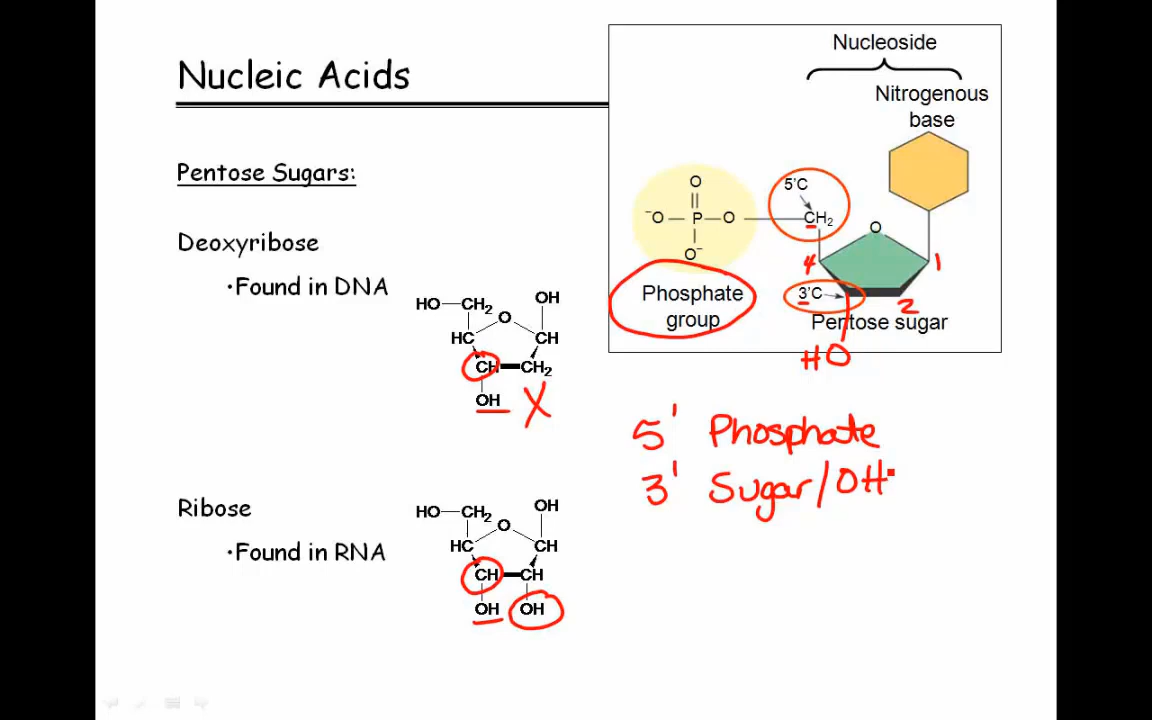 Nucleic Acids
Pentose Sugars:
Deoxyribose
•Found in DNA
HO CH2 OH
O
HC CH
CH CH2
OH X
Ribose
•Found in RNA
HO CH2 OH
O
HC CH
CH CH
OH OH
Nucleoside
Nitrogenous
base
O
5'C
⁻O P O CH2
O⁻
O
4 1
Phosphate
group
3'C
2
Pentose sugar
HO
5' Phosphate
3' Sugar/OH